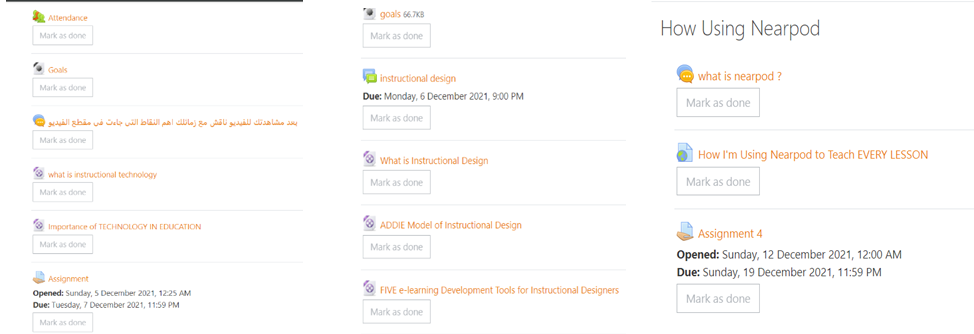 Attendance
Mark as done
Goals
Mark as done
بعد مشاهدتك للفيديو ناقش مع زملائك اهم النقاط التي جاءت في مقطع الفيديو
Mark as done
what is instructional technology
Mark as done
Importance of TECHNOLOGY IN EDUCATION
Mark as done
Assignment
Opened: Sunday, 5 December 2021, 12:25 AM
Due: Tuesday, 7 December 2021, 11:59 PM
Mark as done
goals 66.7KB
Mark as done
instructional design
Due: Monday, 6 December 2021, 9:00 PM
Mark as done
What is Instructional Design
Mark as done
ADDIE Model of Instructional Design
Mark as done
FIVE e-learning Development Tools for Instructional Designers
Mark as done
How Using Nearpod
what is nearpod ?
Mark as done
How I'm Using Nearpod to Teach EVERY LESSON
Mark as done
Assignment 4
Opened: Sunday, 12 December 2021, 12:00 AM
Due: Sunday, 19 December 2021, 11:59 PM
Mark as done